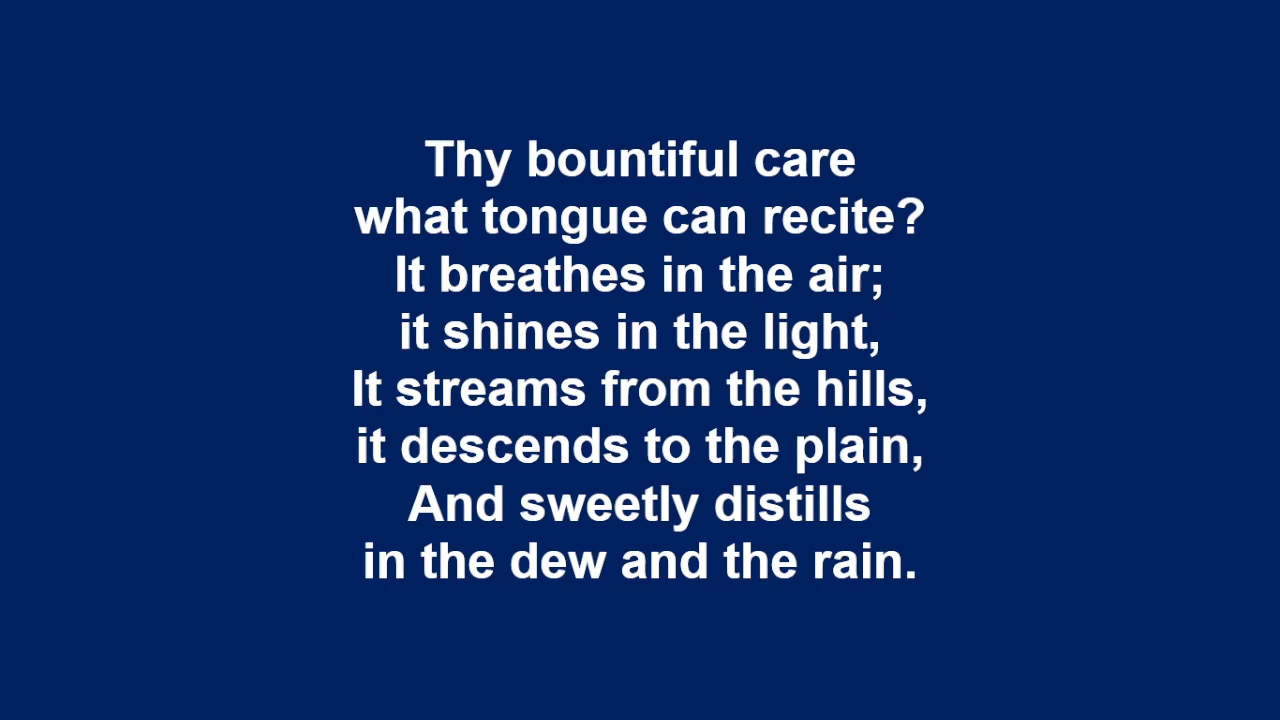 Thy bountiful care
what tongue can recite?
It breathes in the air;
it shines in the light,
It streams from the hills,
it descends to the plain,
And sweetly distills
in the dew and the rain.